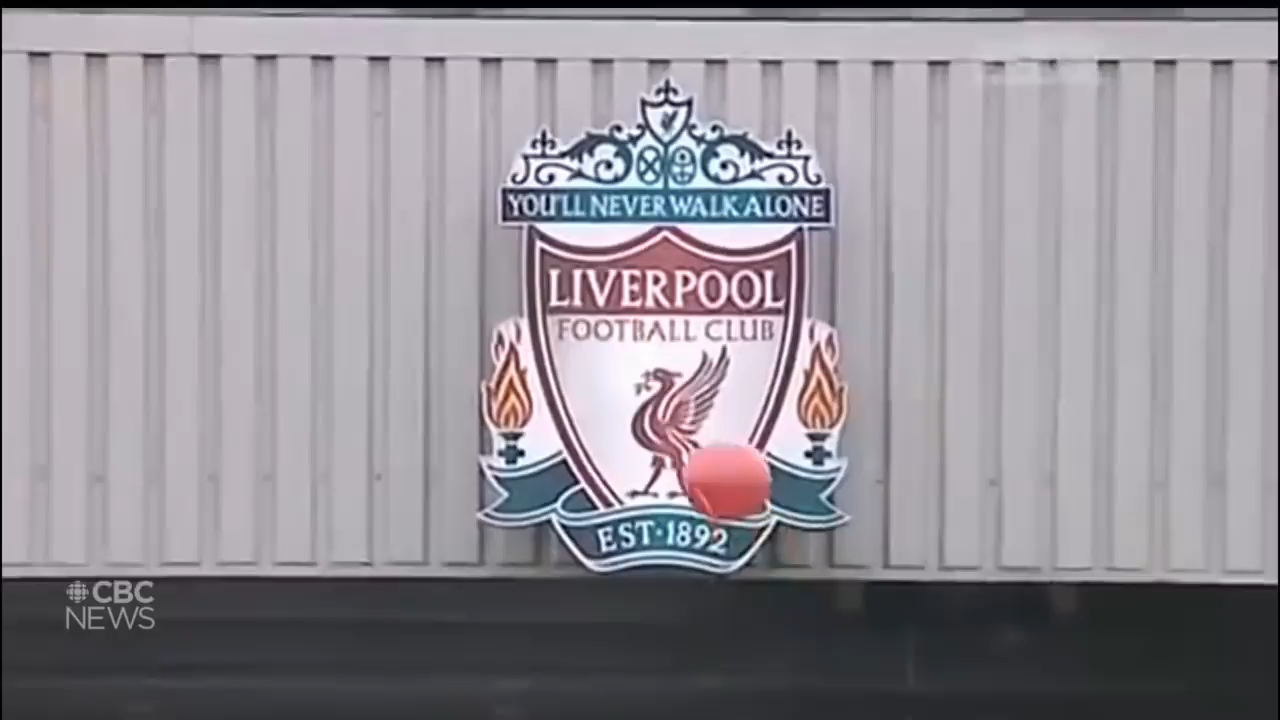 YOU'LL NEVER WALK ALONE
LIVERPOOL
FOOTBALL CLUB
EST·1892
CBC
NEWS